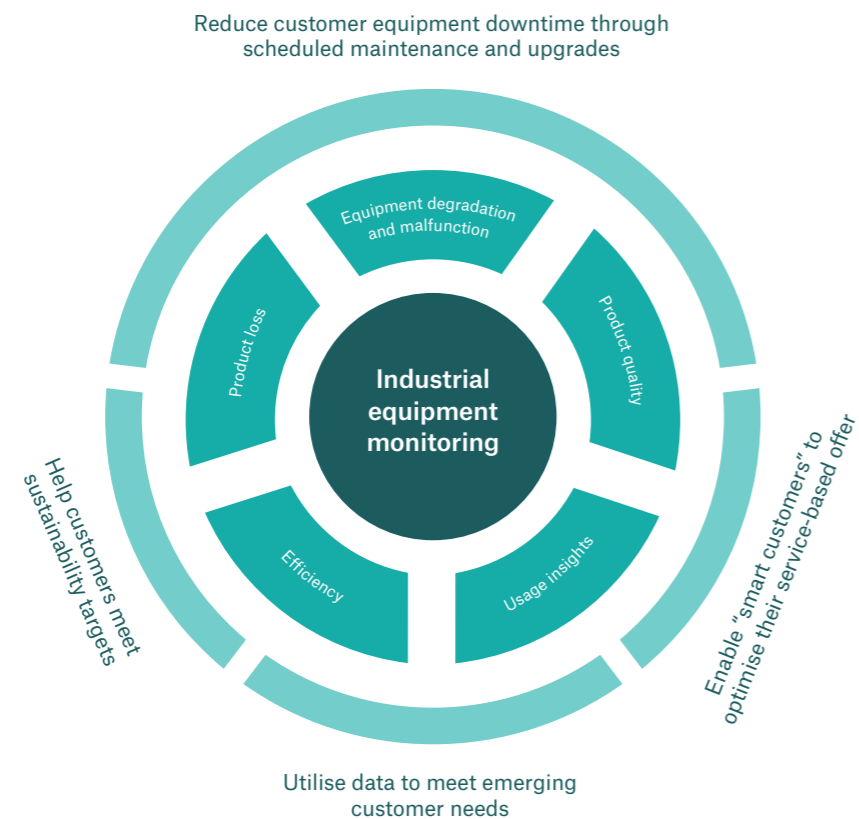 Reduce customer equipment downtime through
scheduled maintenance and upgrades
Equipment degradation
and malfunction
Product loss
Product quality
Industrial
equipment
monitoring
Efficiency
Usage insights
Help customers meet
sustainability targets
Enable “smart customers” to
optimise their service-based offer
Utilise data to meet emerging
customer needs